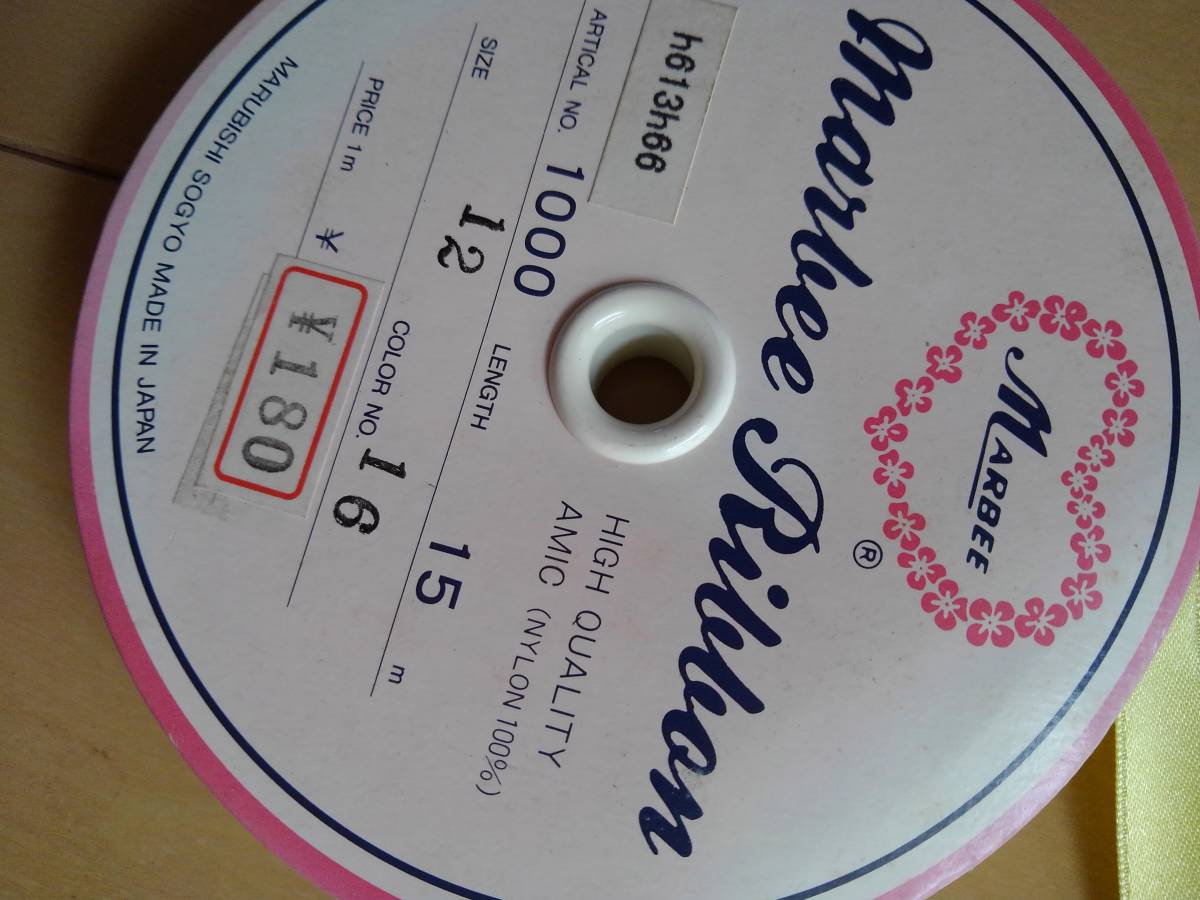 MARBEE
®
Marbee Ribbon
h613h66
HIGH QUALITY
AMIC (NYLON 100%)
ARTICAL NO. 1000
SIZE 12 LENGTH 15 m
PRICE 1m ¥ ¥180 COLOR NO. 16
MARUBISHI SOGYO MADE IN JAPAN